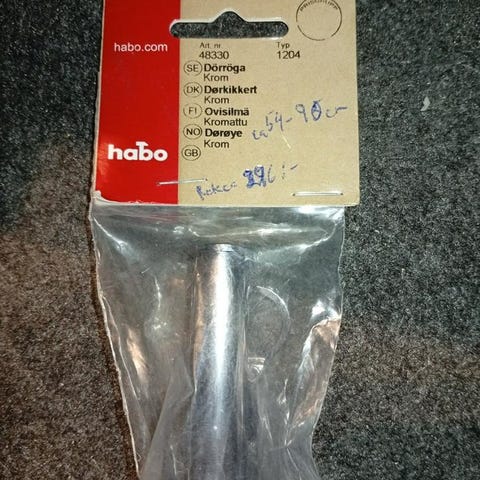 PRISGRUPP
habo.com
Art. nr. Typ
48330 1204
SE Dörröga
Krom
DK Dørkikkert
Krom
FI Ovisilmä
Kromattu
NO Dørøye
Krom
GB
habo